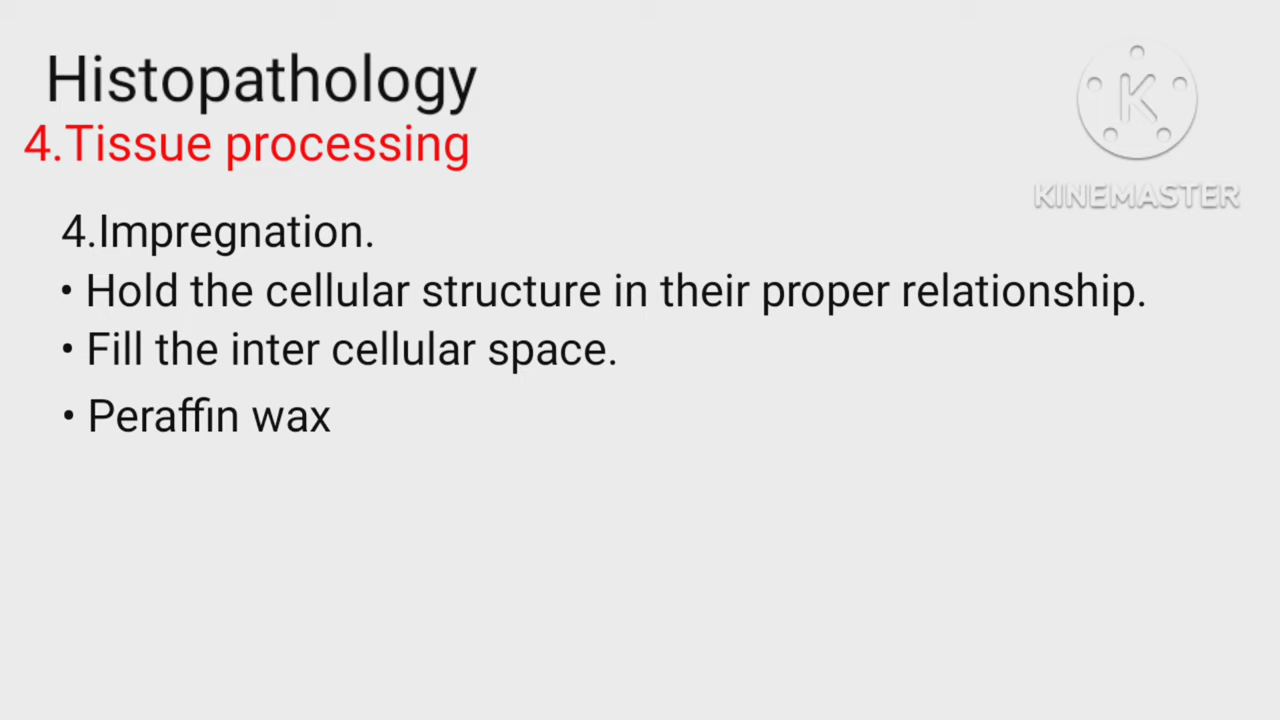 Histopathology
4.Tissue processing
K
KINEMASTER
4.Impregnation.
• Hold the cellular structure in their proper relationship.
• Fill the inter cellular space.
• Peraffin wax